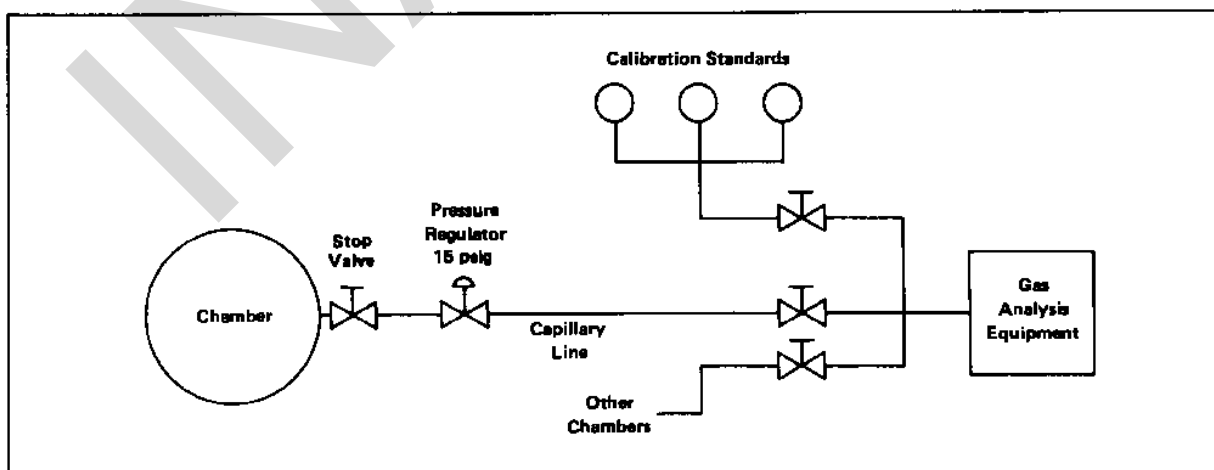 Calibration Standards
Pressure
Regulator
15 psig
Stop
Valve
Chamber
Capillary
Line
Gas
Analysis
Equipment
Other
Chambers